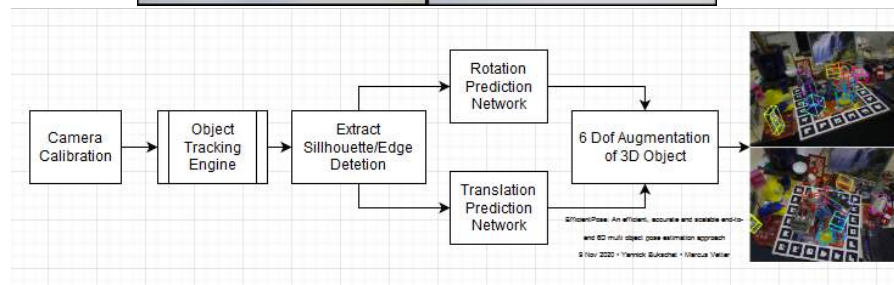 Camera
Calibration
Object
Tracking
Engine
Extract
Sillhouette/Edge
Detetion
Rotation
Prediction
Network
Translation
Prediction
Network
6 Dof Augmentation
of 3D Object
EfficientPose: An efficient, accurate and scalable end-to-
end 6D multi object pose estimation approach
9 Nov 2020 • Yannick Bukschat • Marcus Vetter